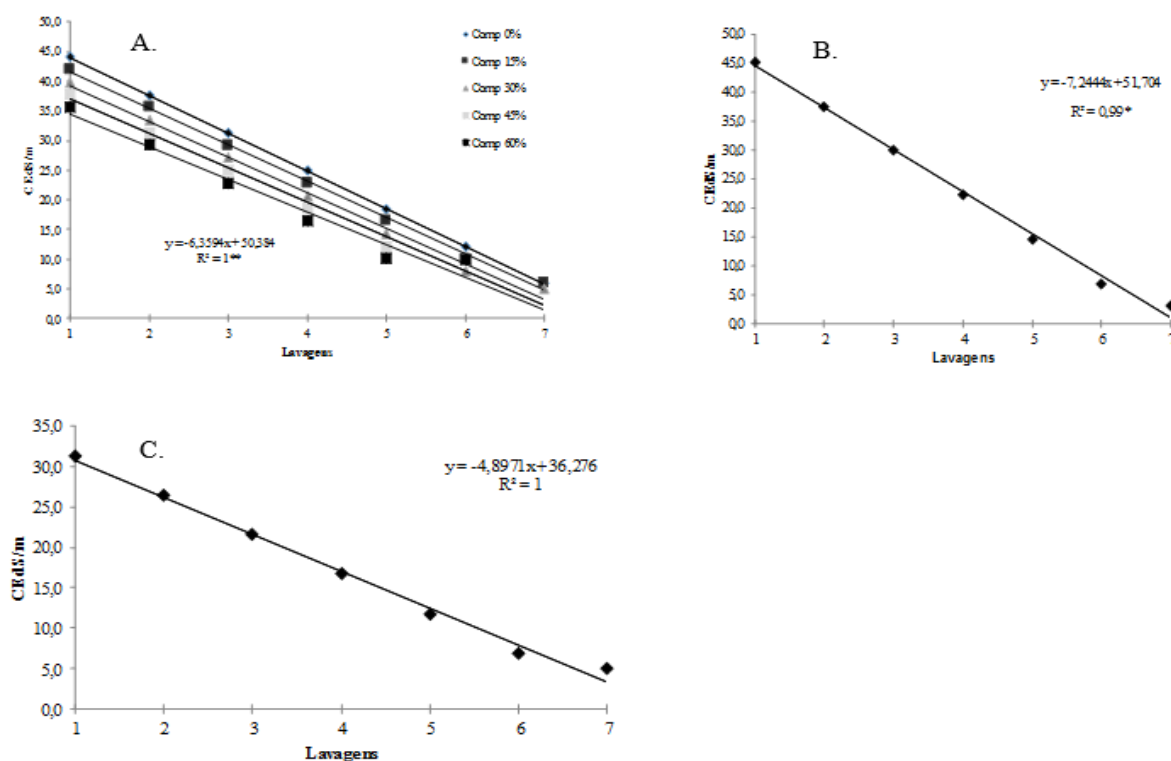 A.
50,0
45,0
40,0
35,0
30,0
25,0
20,0
15,0
10,0
5,0
0,0
CEdS/m
Comp 0%
Comp 15%
Comp 30%
Comp 45%
Comp 60%
y=-6,3594x+50,384
R² = 1**
1 2 3 4 5 6 7
Lavagens
B.
50,0
45,0
40,0
35,0
30,0
25,0
20,0
15,0
10,0
5,0
0,0
CEdS/m
y=-7,2444x+51,704
R² = 0,99*
1 2 3 4 5 6 7
Lavagens
C.
35,0
30,0
25,0
20,0
15,0
10,0
5,0
0,0
CEdS/m
y= -4,8971x+36,276
R² = 1
1 2 3 4 5 6 7
Lavagens